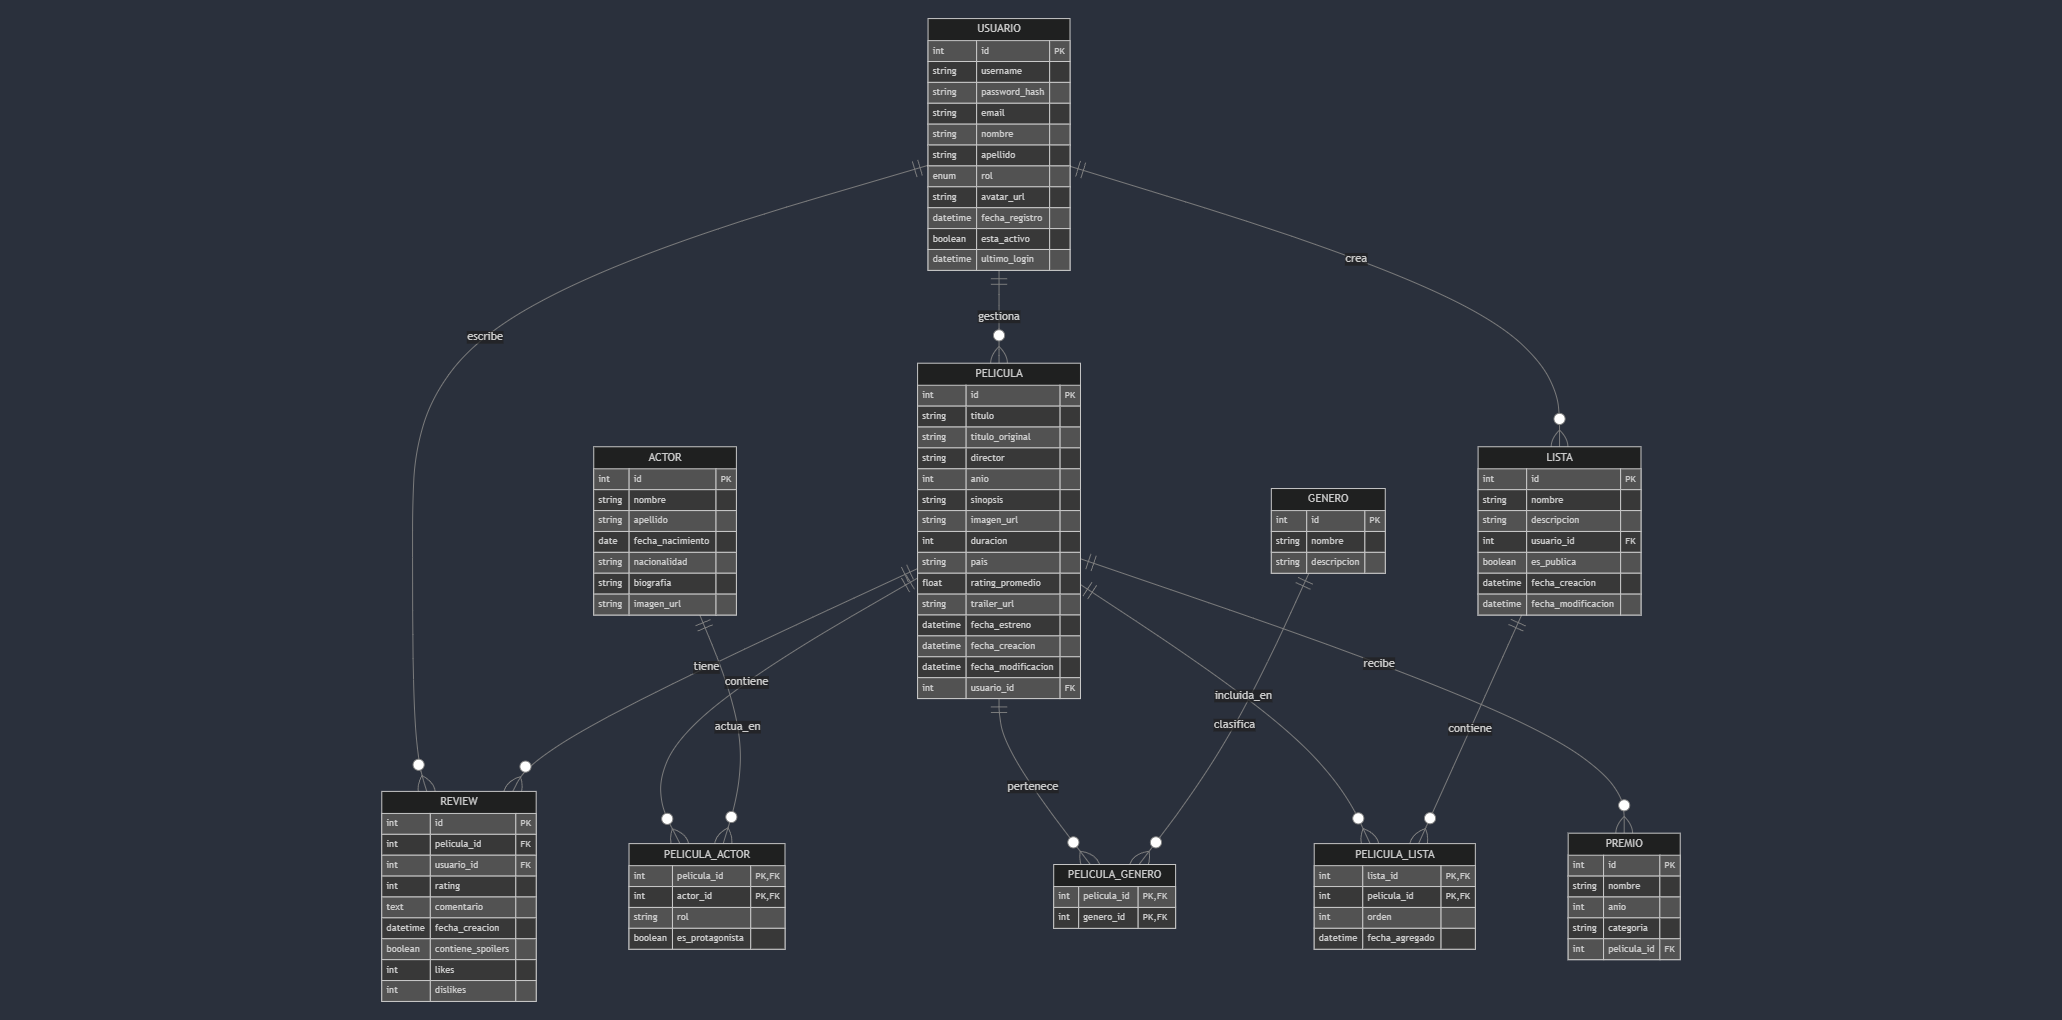 USUARIO
int id PK
string username
string password_hash
string email
string nombre
string apellido
enum rol
string avatar_url
datetime fecha_registro
boolean esta_activo
datetime ultimo_login
crea
gestiona
escribe
PELICULA
int id PK
string titulo
string titulo_original
string director
int anio
string sinopsis
string imagen_url
int duracion
string pais
float rating_promedio
string trailer_url
datetime fecha_estreno
datetime fecha_creacion
datetime fecha_modificacion
int usuario_id FK
ACTOR
int id PK
string nombre
string apellido
date fecha_nacimiento
string nacionalidad
string biografia
string imagen_url
GENERO
int id PK
string nombre
string descripcion
LISTA
int id PK
string nombre
string descripcion
int usuario_id FK
boolean es_publica
datetime fecha_creacion
datetime fecha_modificacion
tiene
contiene
actua_en
pertenece
incluida_en
clasifica
recibe
contiene
REVIEW
int id PK
int pelicula_id FK
int usuario_id FK
int rating
text comentario
datetime fecha_creacion
boolean contiene_spoilers
int likes
int dislikes
PELICULA_ACTOR
int pelicula_id PK,FK
int actor_id PK,FK
string rol
boolean es_protagonista
PELICULA_GENERO
int pelicula_id PK,FK
int genero_id PK,FK
PELICULA_LISTA
int lista_id PK,FK
int pelicula_id PK,FK
int orden
datetime fecha_agregado
PREMIO
int id PK
string nombre
int anio
string categoria
int pelicula_id FK